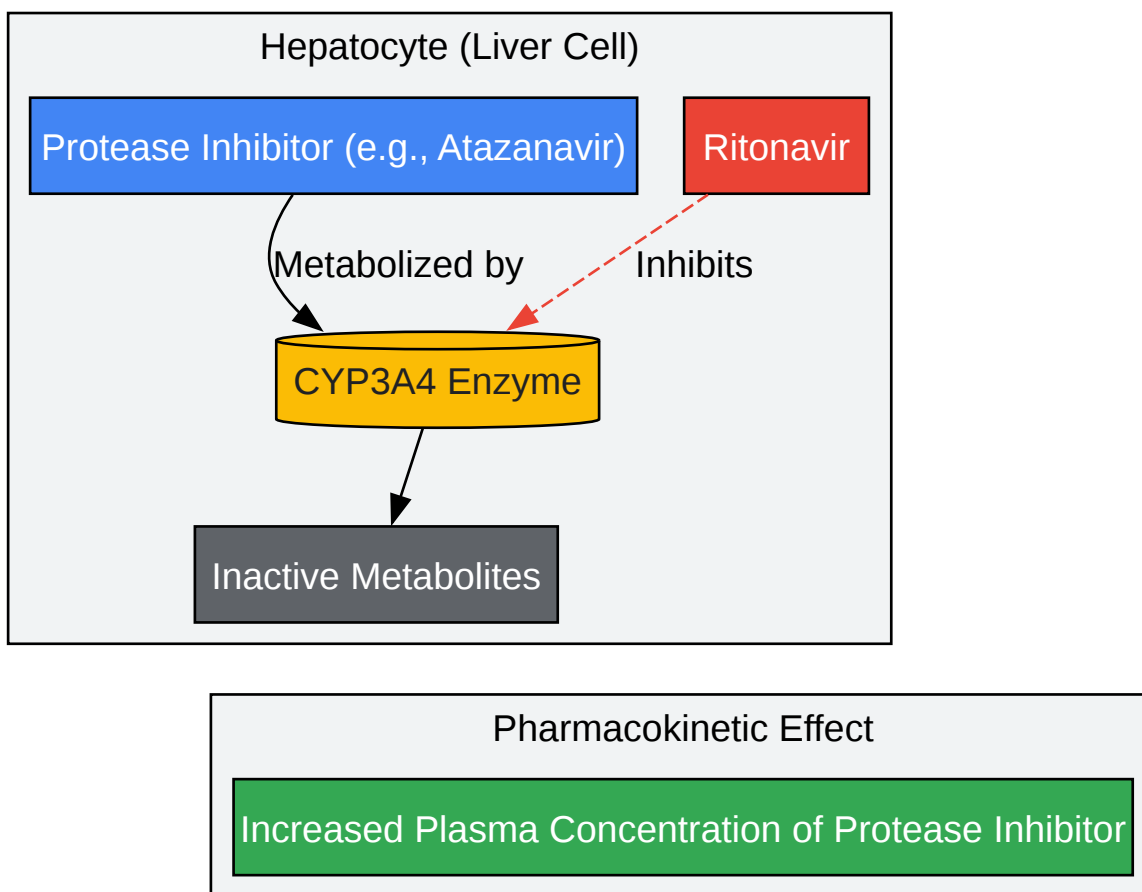 Hepatocyte (Liver Cell)
Protease Inhibitor (e.g., Atazanavir)
Ritonavir
Metabolized by
Inhibits
CYP3A4 Enzyme
Inactive Metabolites
Pharmacokinetic Effect
Increased Plasma Concentration of Protease Inhibitor